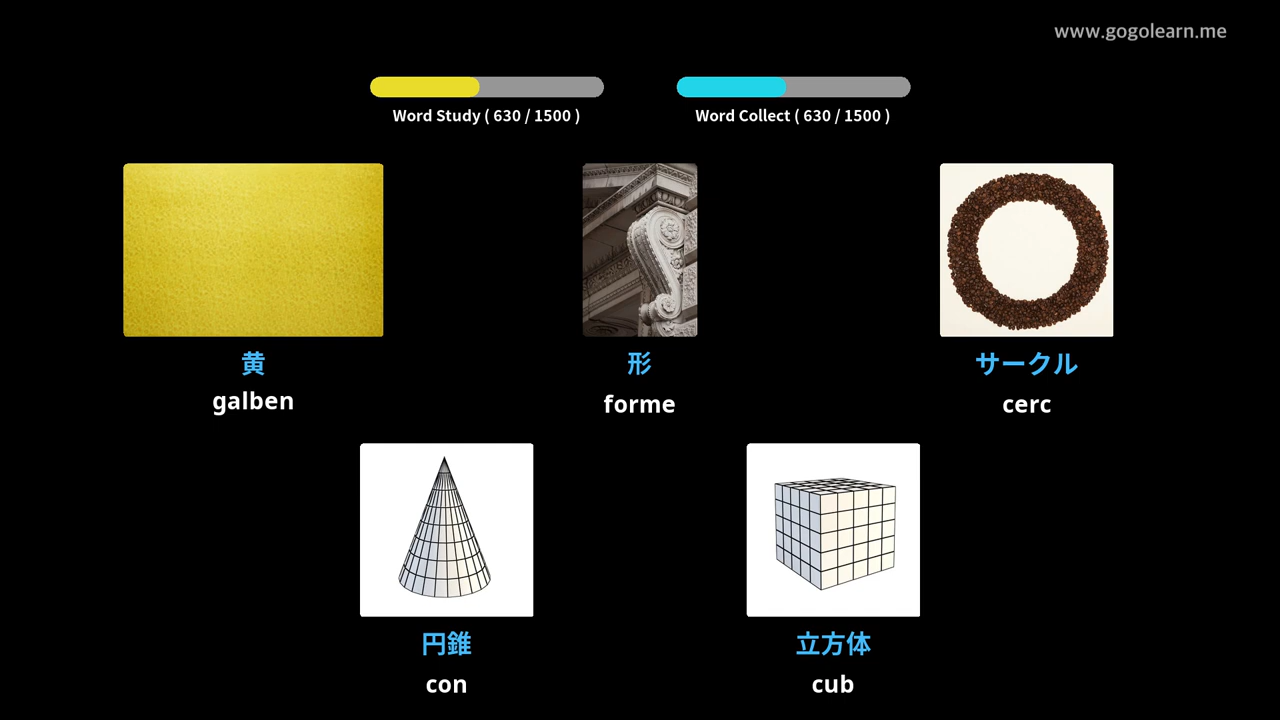 www.gogolearn.me
Word Study ( 630 / 1500 )
Word Collect ( 630 / 1500 )
黄
galben
形
forme
サークル
cerc
円錐
con
立方体
cub